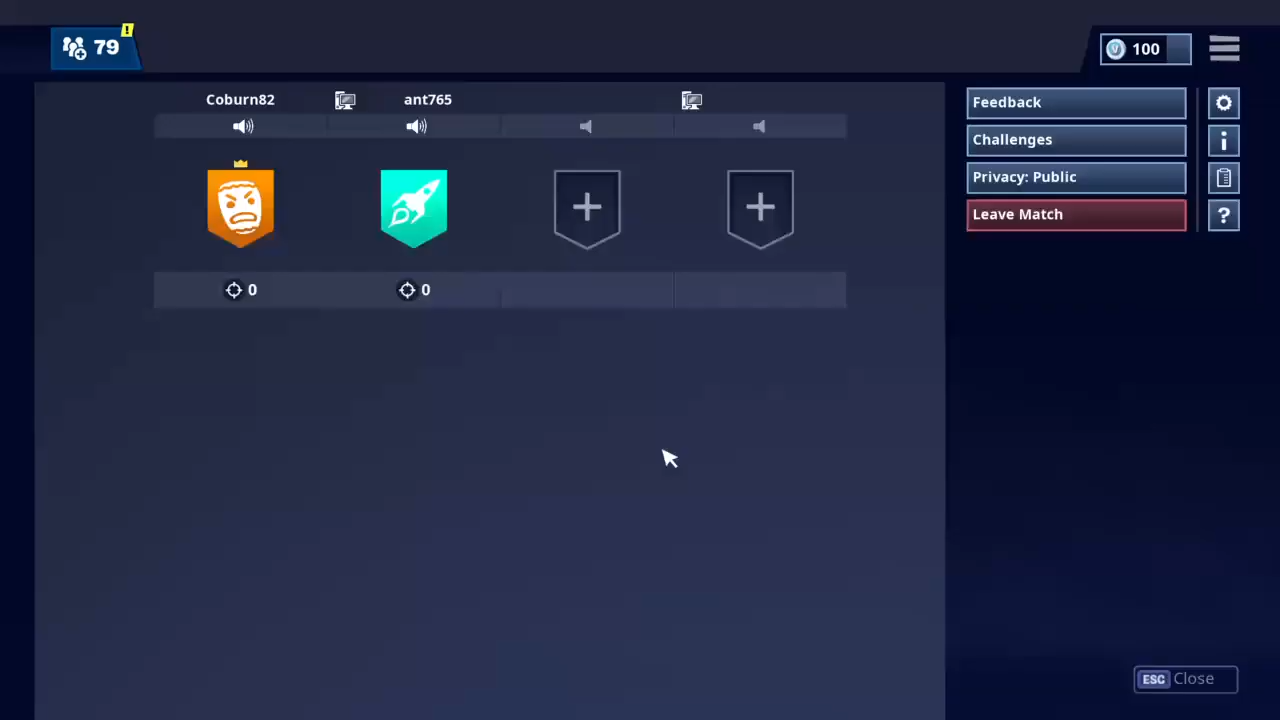 79
!
100
Coburn82
ant765
Feedback
Challenges
Privacy: Public
Leave Match
i
?
0
0
ESC Close